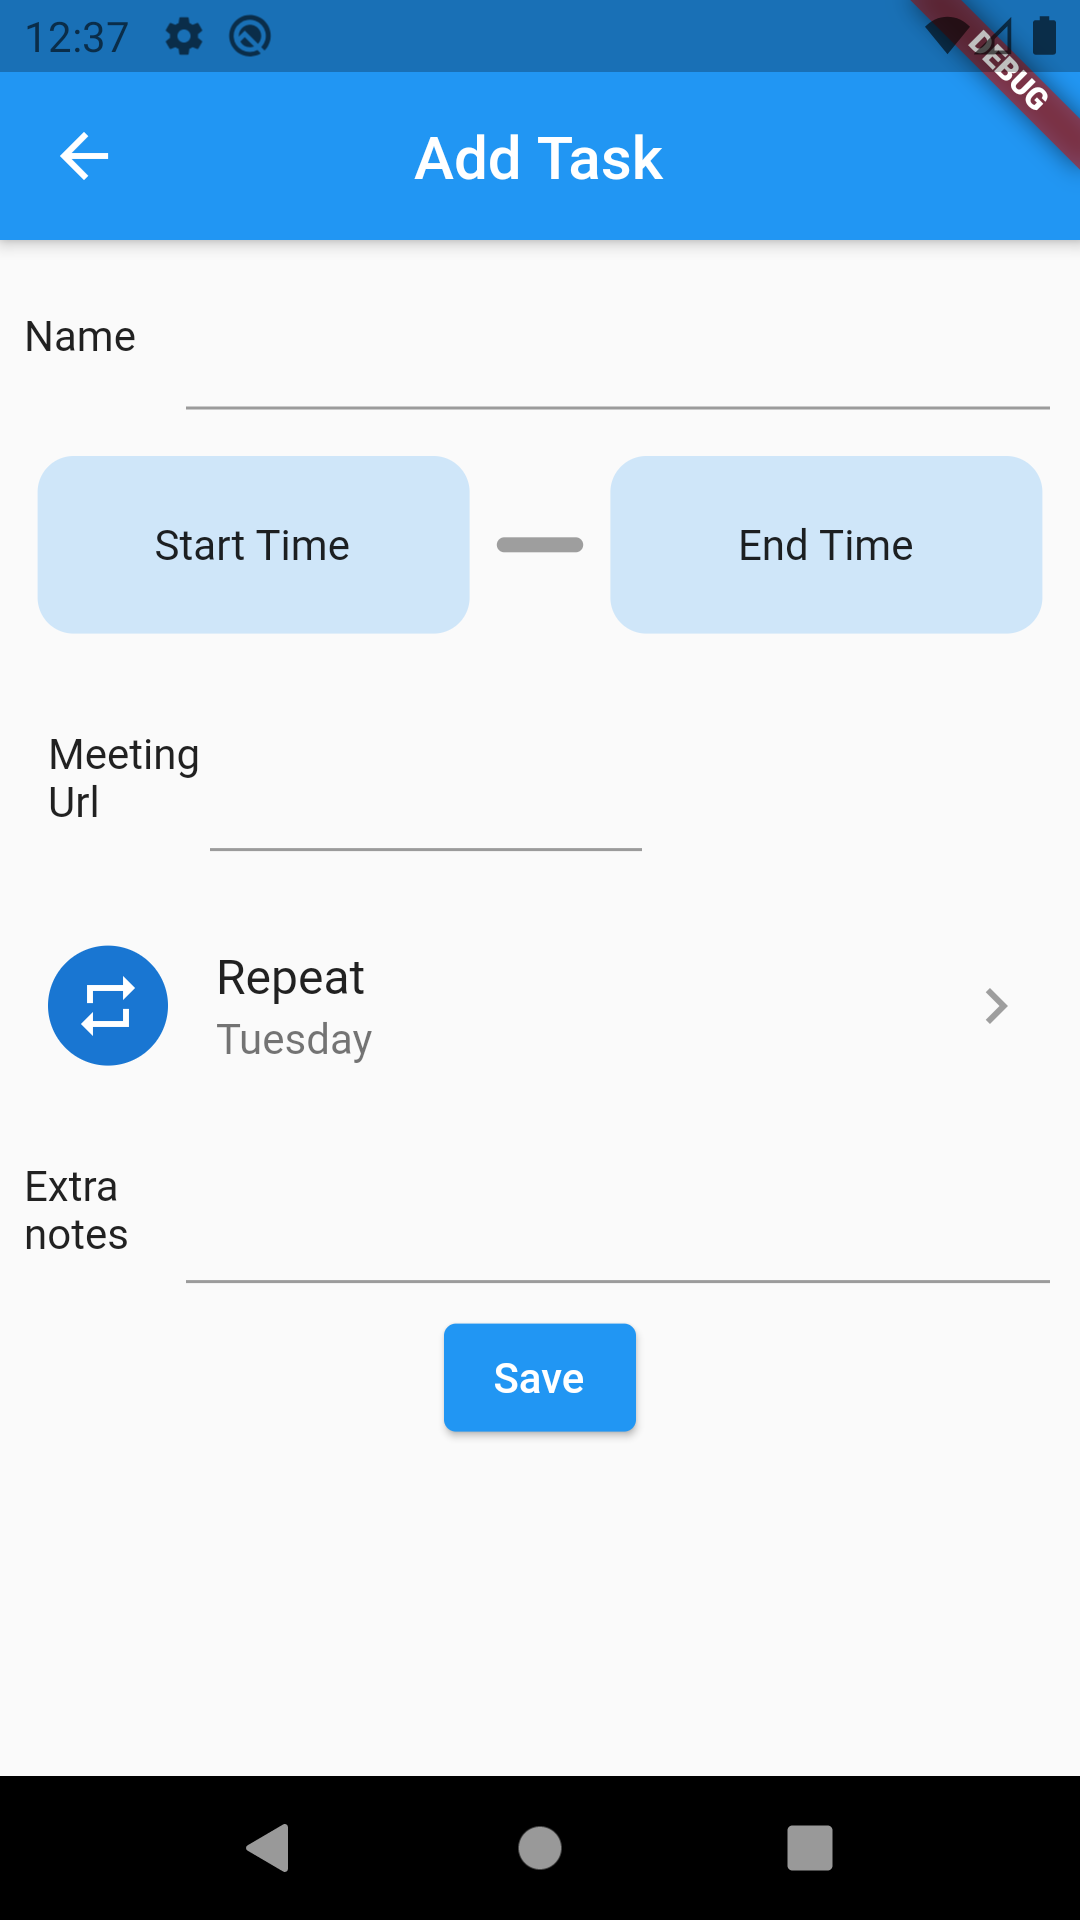 12:37
DEBUG
Add Task
Name
Start Time
End Time
Meeting
Url
Repeat
Tuesday
Extra
notes
Save